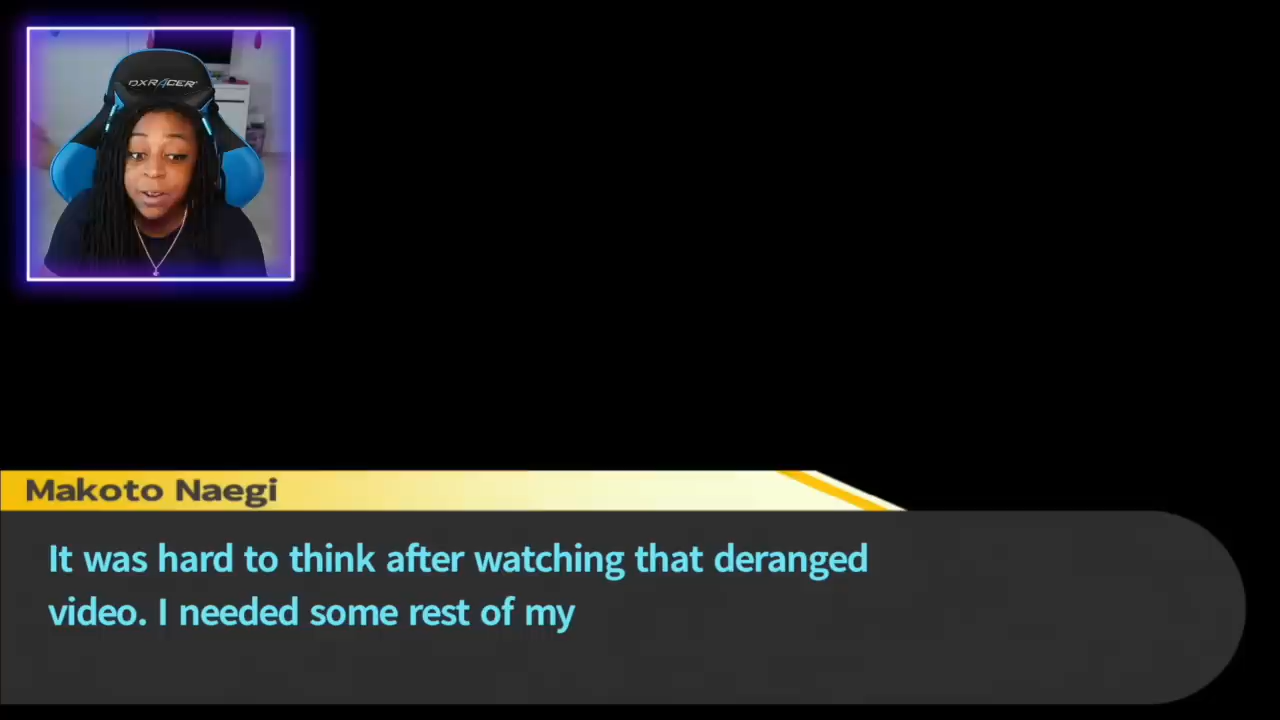 DXRACER
Makoto Naegi
It was hard to think after watching that deranged
video. I needed some rest of my